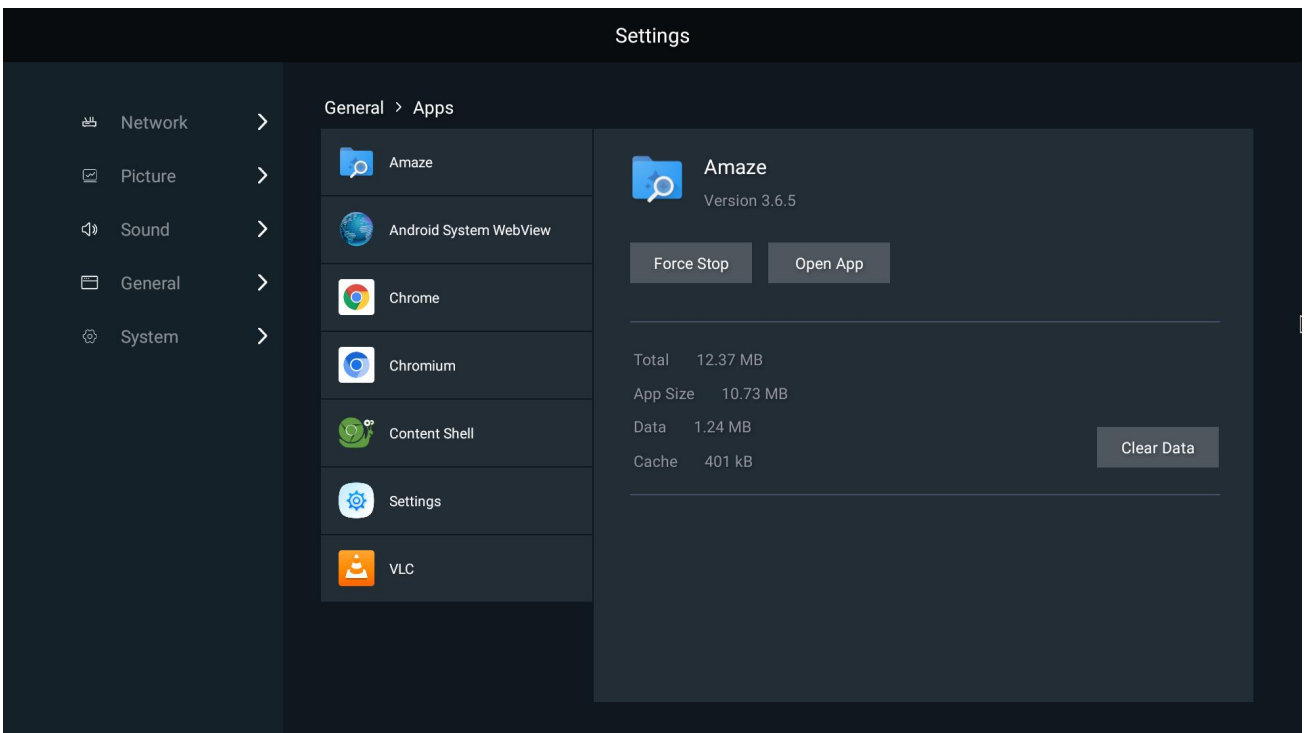 Settings
Network
Picture
Sound
General
System
General > Apps
Amaze
Android System WebView
Chrome
Chromium
Content Shell
Settings
VLC
Amaze
Version 3.6.5
Force Stop
Open App
Total 12.37 MB
App Size 10.73 MB
Data 1.24 MB
Cache 401 kB
Clear Data